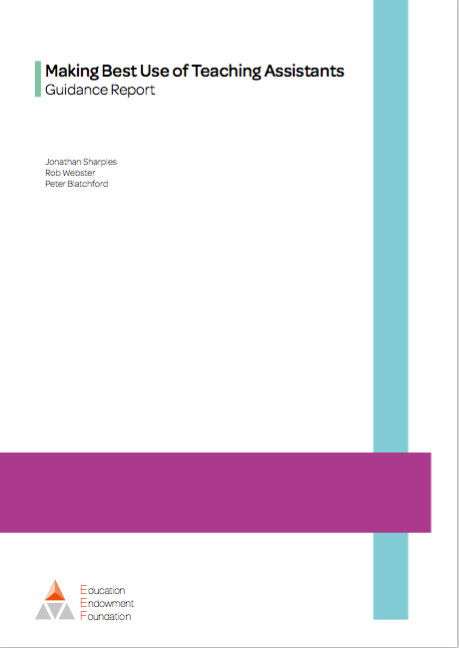 Making Best Use of Teaching Assistants
Guidance Report
Jonathan Sharples
Rob Webster
Peter Blatchford
Education
Endowment
Foundation